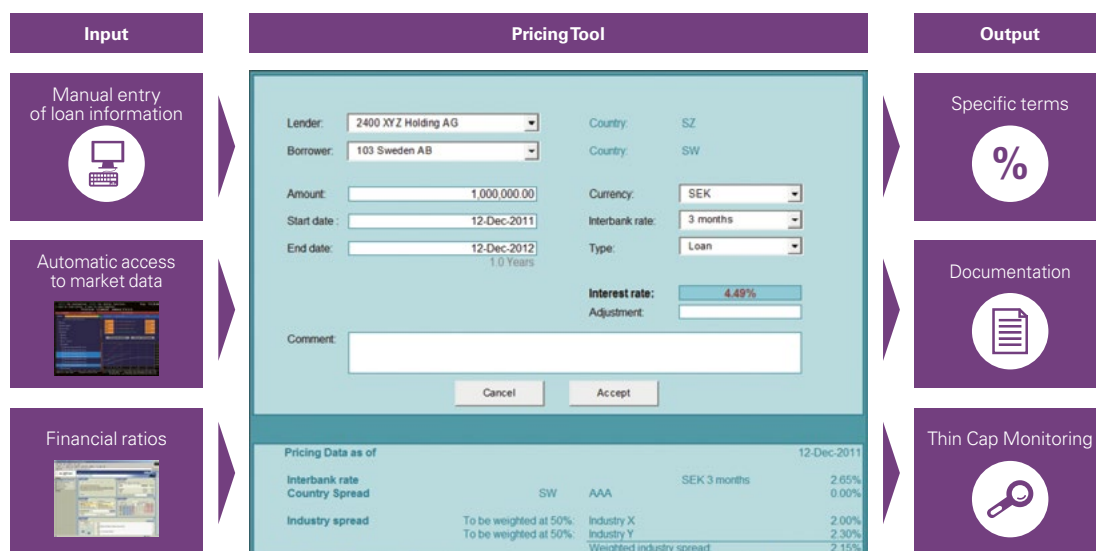 Input
Pricing Tool
Output
Manual entry
of loan information
Automatic access
to market data
Financial ratios
Lender: 2400 XYZ Holding AG Country: SZ
Borrower: 103 Sweden AB Country: SW
Amount: 1,000,000.00 Currency: SEK
Start date : 12-Dec-2011 Interbank rate: 3 months
End date: 12-Dec-2012 Type: Loan
1.0 Years
Interest rate: 4.49%
Adjustment:
Comment:
Cancel Accept
Pricing Data as of 12-Dec-2011
Interbank rate SEK 3 months 2.65%
Country Spread SW AAA 0.00%
Industry spread To be weighted at 50%: Industry X 2.00%
To be weighted at 50%: Industry Y 2.30%
Weighted industry spread 2.15%
Specific terms
%
Documentation
Thin Cap Monitoring